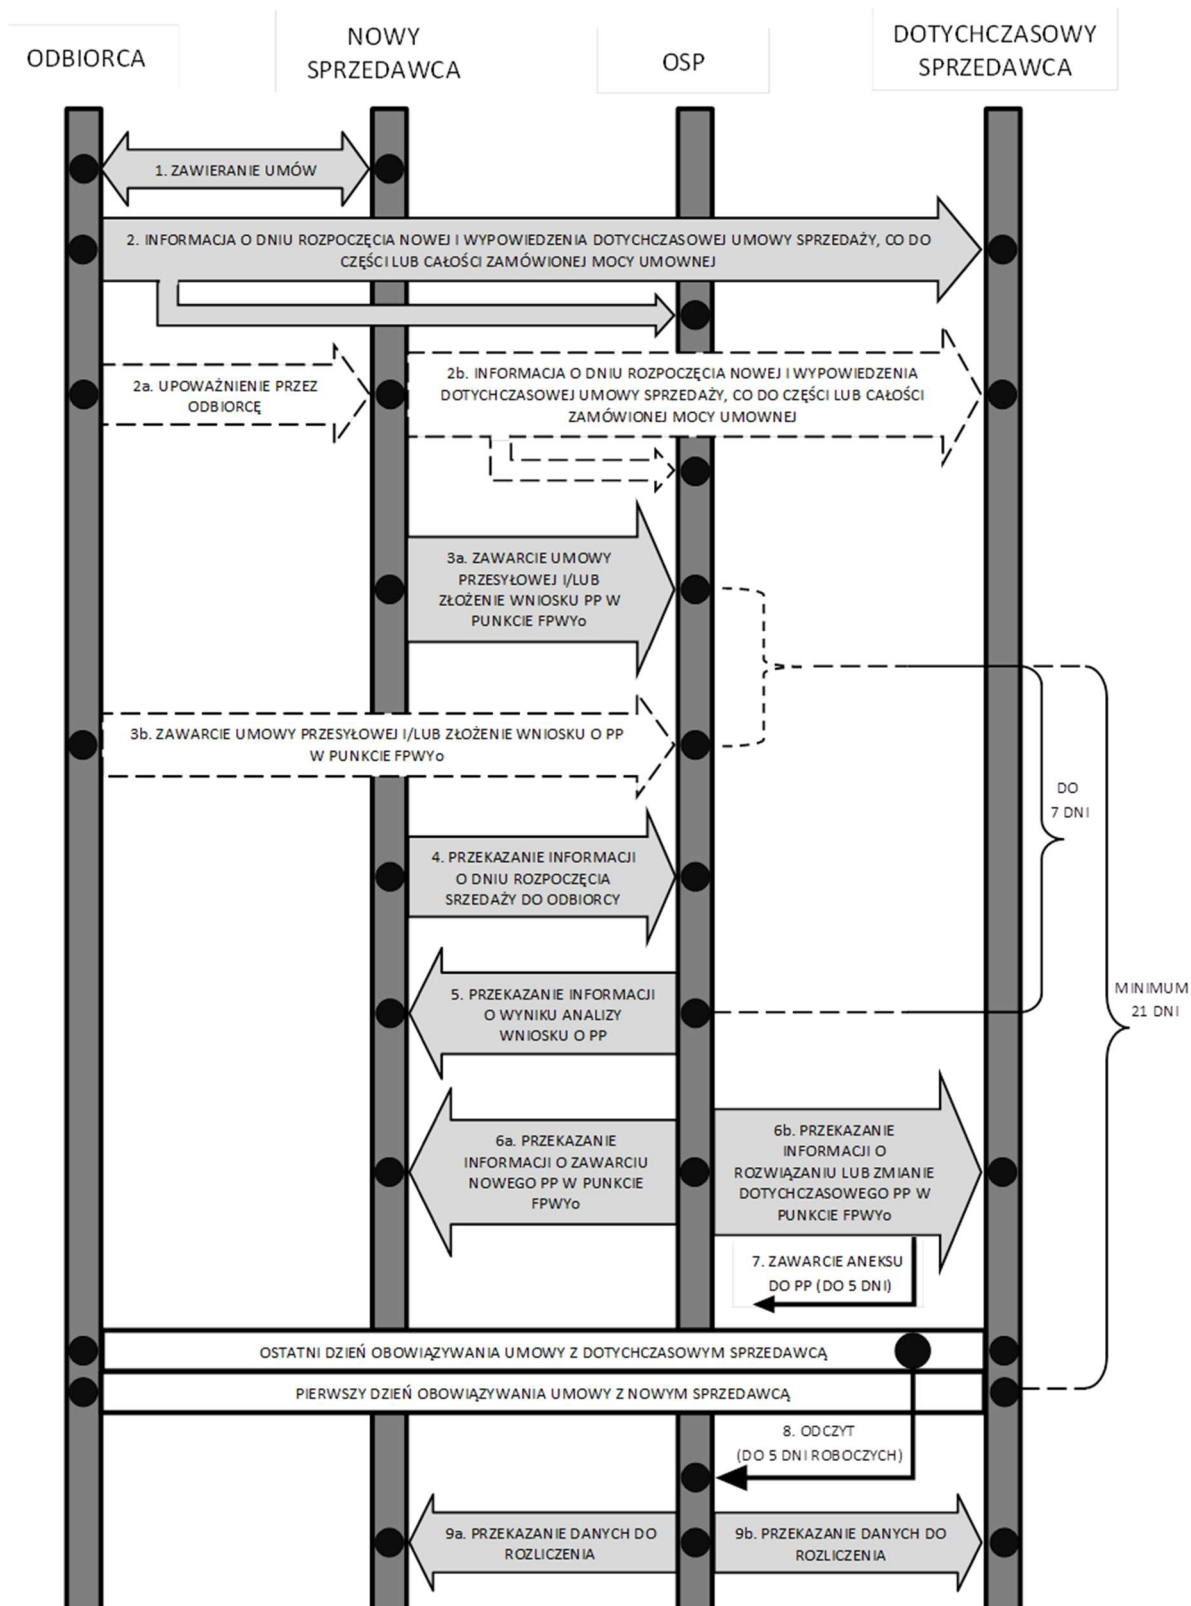 ODBIORCA
NOWY
SPRZEDAWCA
OSP
DOTYCHCZASOWY
SPRZEDAWCA
1. ZAWIERANIE UMÓW
2. INFORMACJA O DNIU ROZPOCZĘCIA NOWEJ I WYPOWIEDZENIA DOTYCHCZASOWEJ UMOWY SPRZEDAŻY, CO DO
CZĘŚCI LUB CAŁOŚCI ZAMÓWIONEJ MOCY UMOWNEJ
2a. UPOWAŻNIENIE PRZEZ
ODBIORCĘ
2b. INFORMACJA O DNIU ROZPOCZĘCIA NOWEJ I WYPOWIEDZENIA
DOTYCHCZASOWEJ UMOWY SPRZEDAŻY, CO DO CZĘŚCI LUB CAŁOŚCI
ZAMÓWIONEJ MOCY UMOWNEJ
3a. ZAWARCIE UMOWY
PRZESYŁOWEJ I/LUB
ZŁOŻENIE WNIOSKU PP W
PUNKCIE FPWYo
3b. ZAWARCIE UMOWY PRZESYŁOWEJ I/LUB ZŁOŻENIE WNIOSKU O PP
W PUNKCIE FPWYo
DO
7 DNI
4. PRZEKAZANIE INFORMACJI
O DNIU ROZPOCZĘCIA
SRZEDAŻY DO ODBIORCY
5. PRZEKAZANIE INFORMACJI
O WYNIKU ANALIZY
WNIOSKU O PP
MINIMUM
21 DNI
6a. PRZEKAZANIE
INFORMACJI O ZAWARCIU
NOWEGO PP W PUNKCIE
FPWYo
6b. PRZEKAZANIE
INFORMACJI O
ROZWIĄZANIU LUB ZMIANIE
DOTYCHCZASOWEGO PP W
PUNKCIE FPWYo
7. ZAWARCIE ANEKSU
DO PP (DO 5 DNI)
OSTATNI DZIEŃ OBOWIĄZYWANIA UMOWY Z DOTYCHCZASOWYM SPRZEDAWCĄ
PIERWSZY DZIEŃ OBOWIĄZYWANIA UMOWY Z NOWYM SPRZEDAWCĄ
8. ODCZYT
(DO 5 DNI ROBOCZYCH)
9a. PRZEKAZANIE DANYCH DO
ROZLICZENIA
9b. PRZEKAZANIE DANYCH DO
ROZLICZENIA